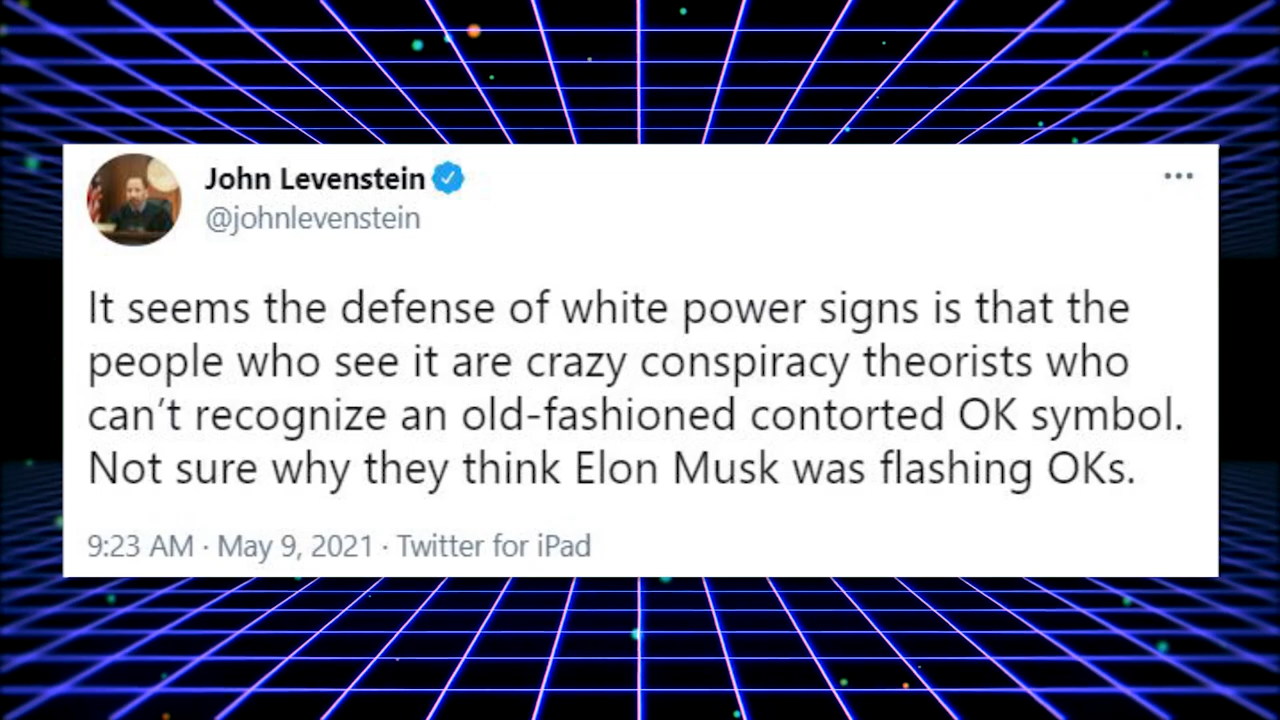 John Levenstein
@johnlevenstein
It seems the defense of white power signs is that the
people who see it are crazy conspiracy theorists who
can’t recognize an old-fashioned contorted OK symbol.
Not sure why they think Elon Musk was flashing OKs.
9:23 AM · May 9, 2021 · Twitter for iPad